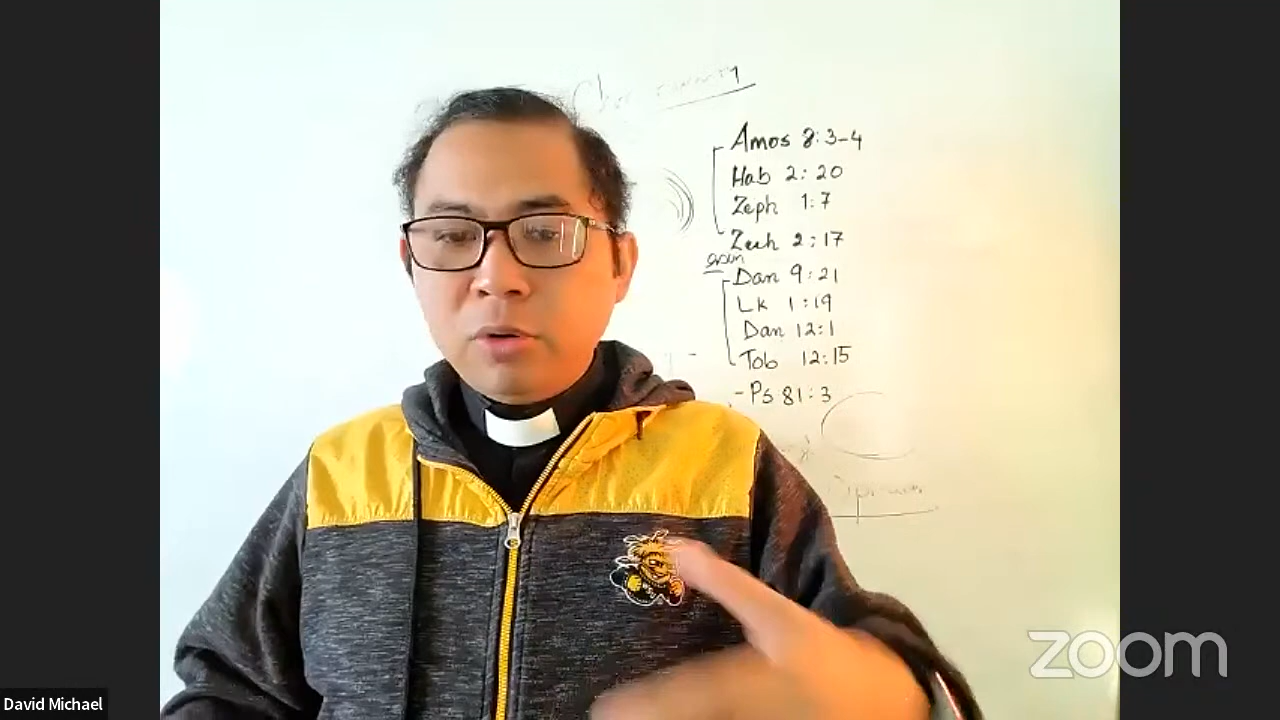 Amos 8:3-4
Hab 2:20
Zeph 1:7
Zech 2:17
open
Dan 9:21
Lk 1:19
Dan 12:1
Tob 12:15
-Ps 81:3
zoom
David Michael